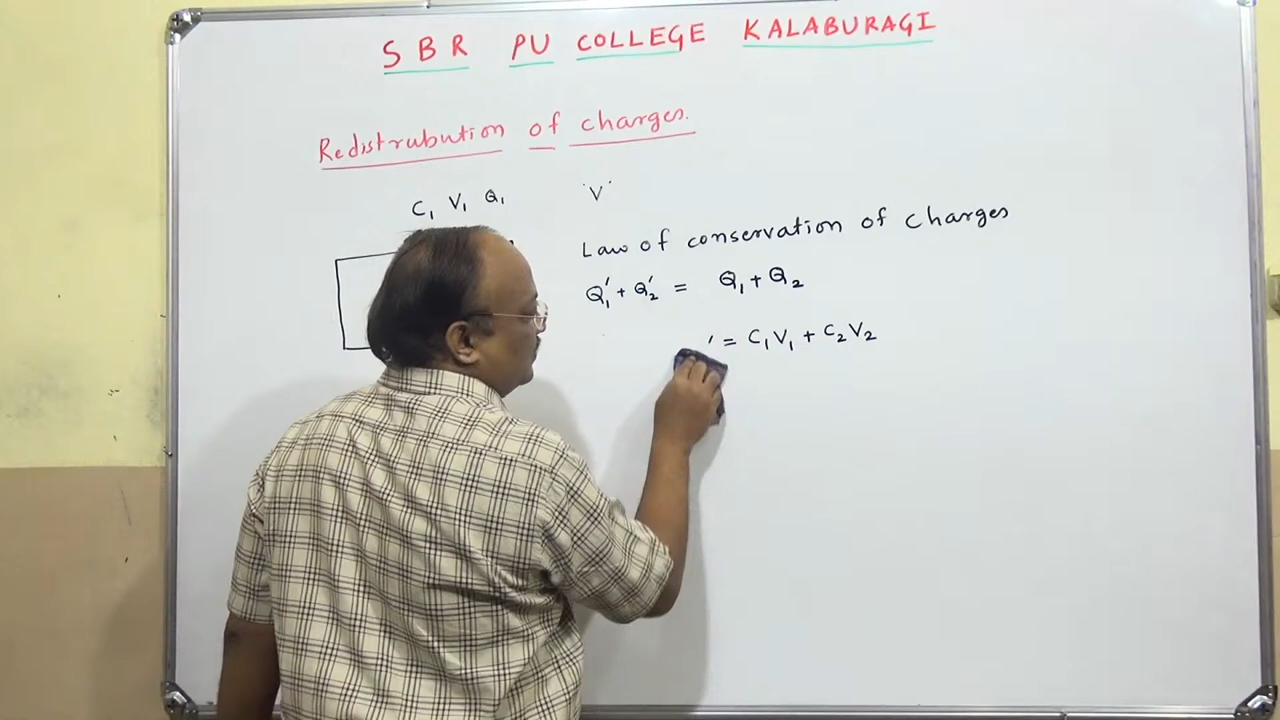 SBR PU COLLEGE KALABURAGI
Redistrubution of charges.
C₁ V₁ Q₁
'V'
Law of conservation of charges
Q₁' + Q₂' = Q₁ + Q₂
' = C₁V₁ + C₂V₂